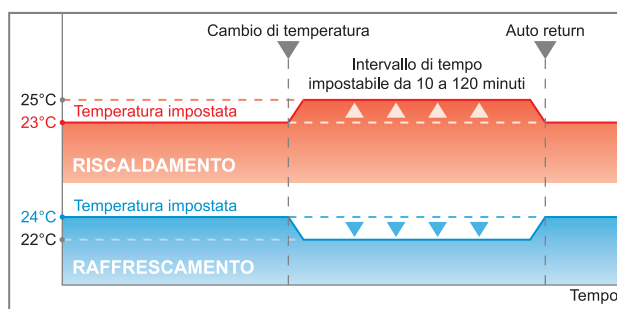 Cambio di temperatura
Auto return
Intervallo di tempo
impostabile da 10 a 120 minuti
25°C
Temperatura impostata
23°C
RISCALDAMENTO
Temperatura impostata
24°C
22°C
RAFFRESCAMENTO
Tempo